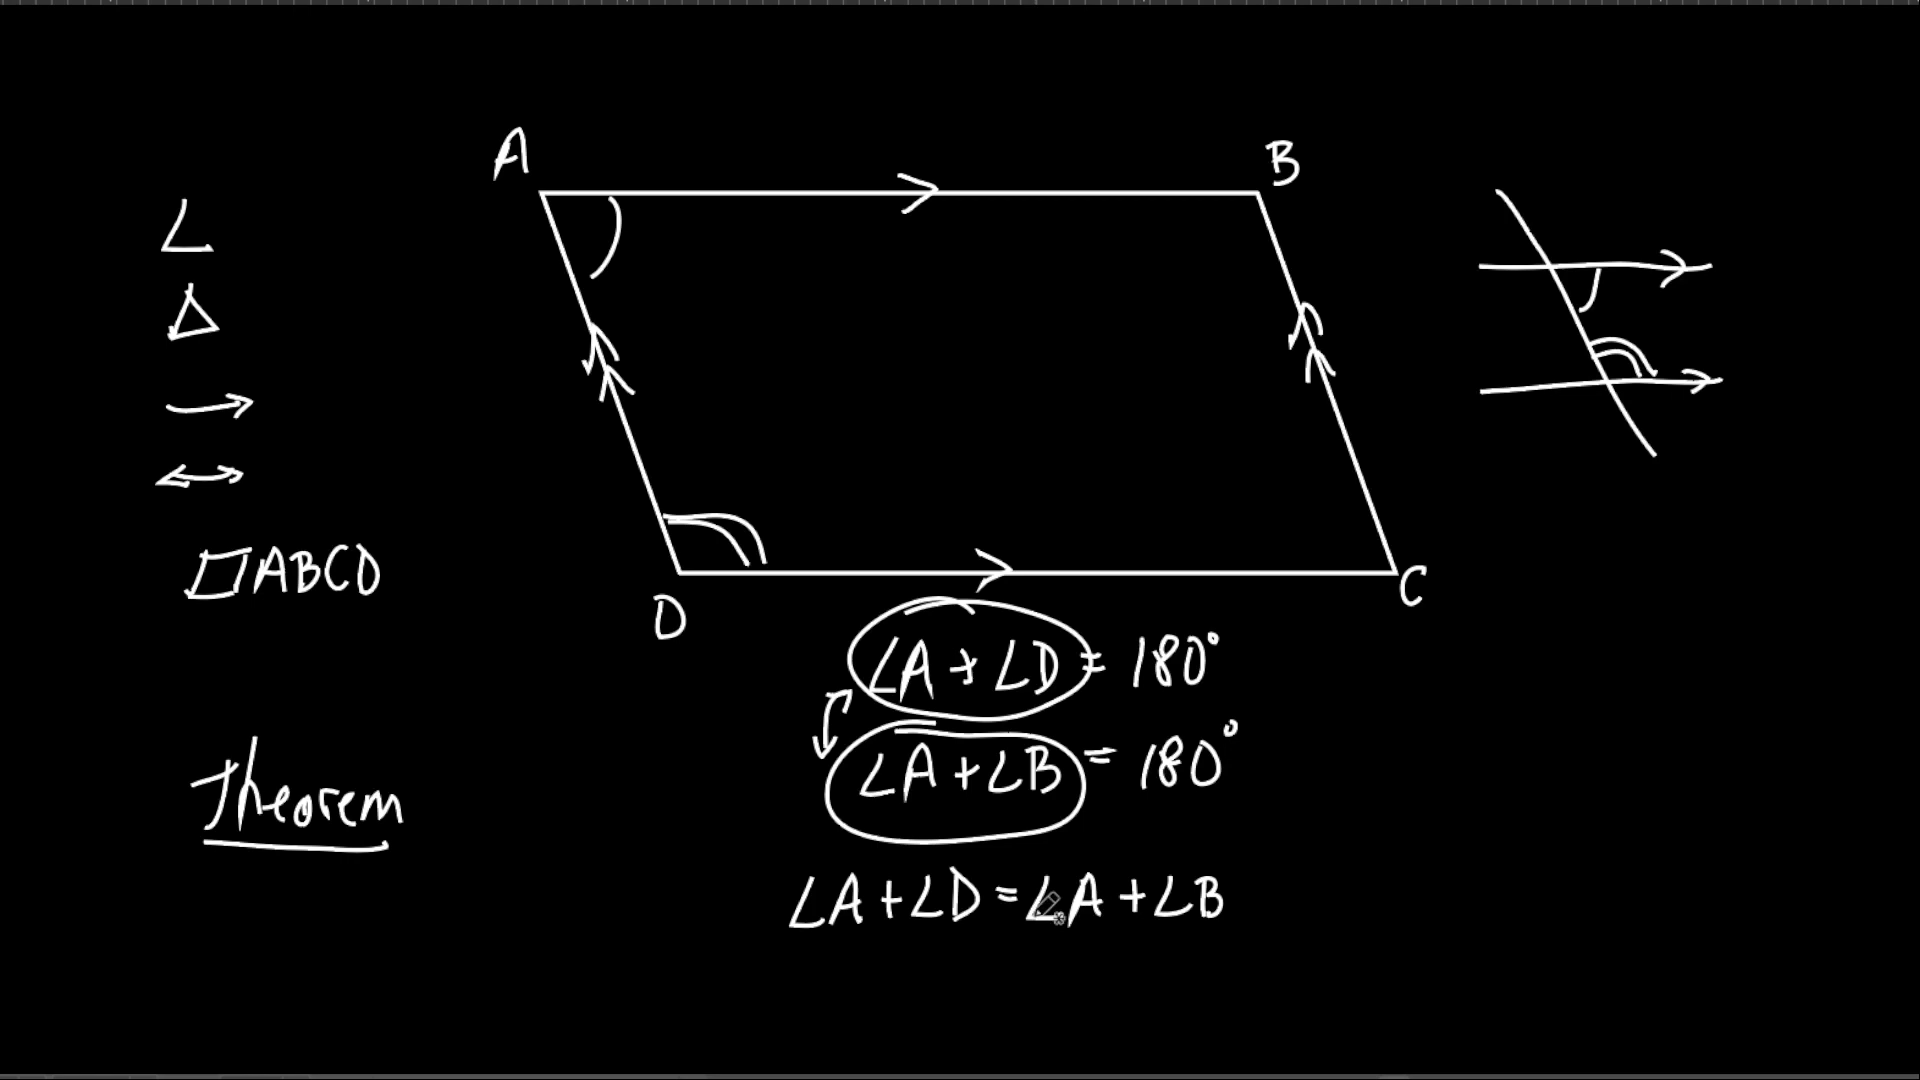 A
B
∠
△
→
↔
▱ABCD
D
C
∠A + ∠D = 180°
∠A + ∠B = 180°
Theorem
∠A + ∠D = ∠A + ∠B